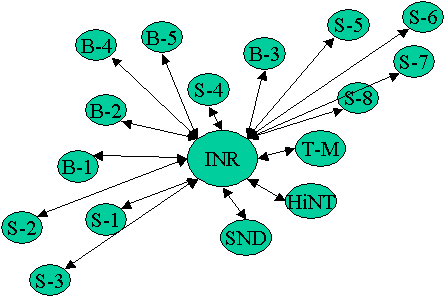 S-6
S-5
B-5
B-4
B-3
S-7
S-4
S-8
B-2
T-M
INR
B-1
HiNT
S-1
S-2
SND
S-3